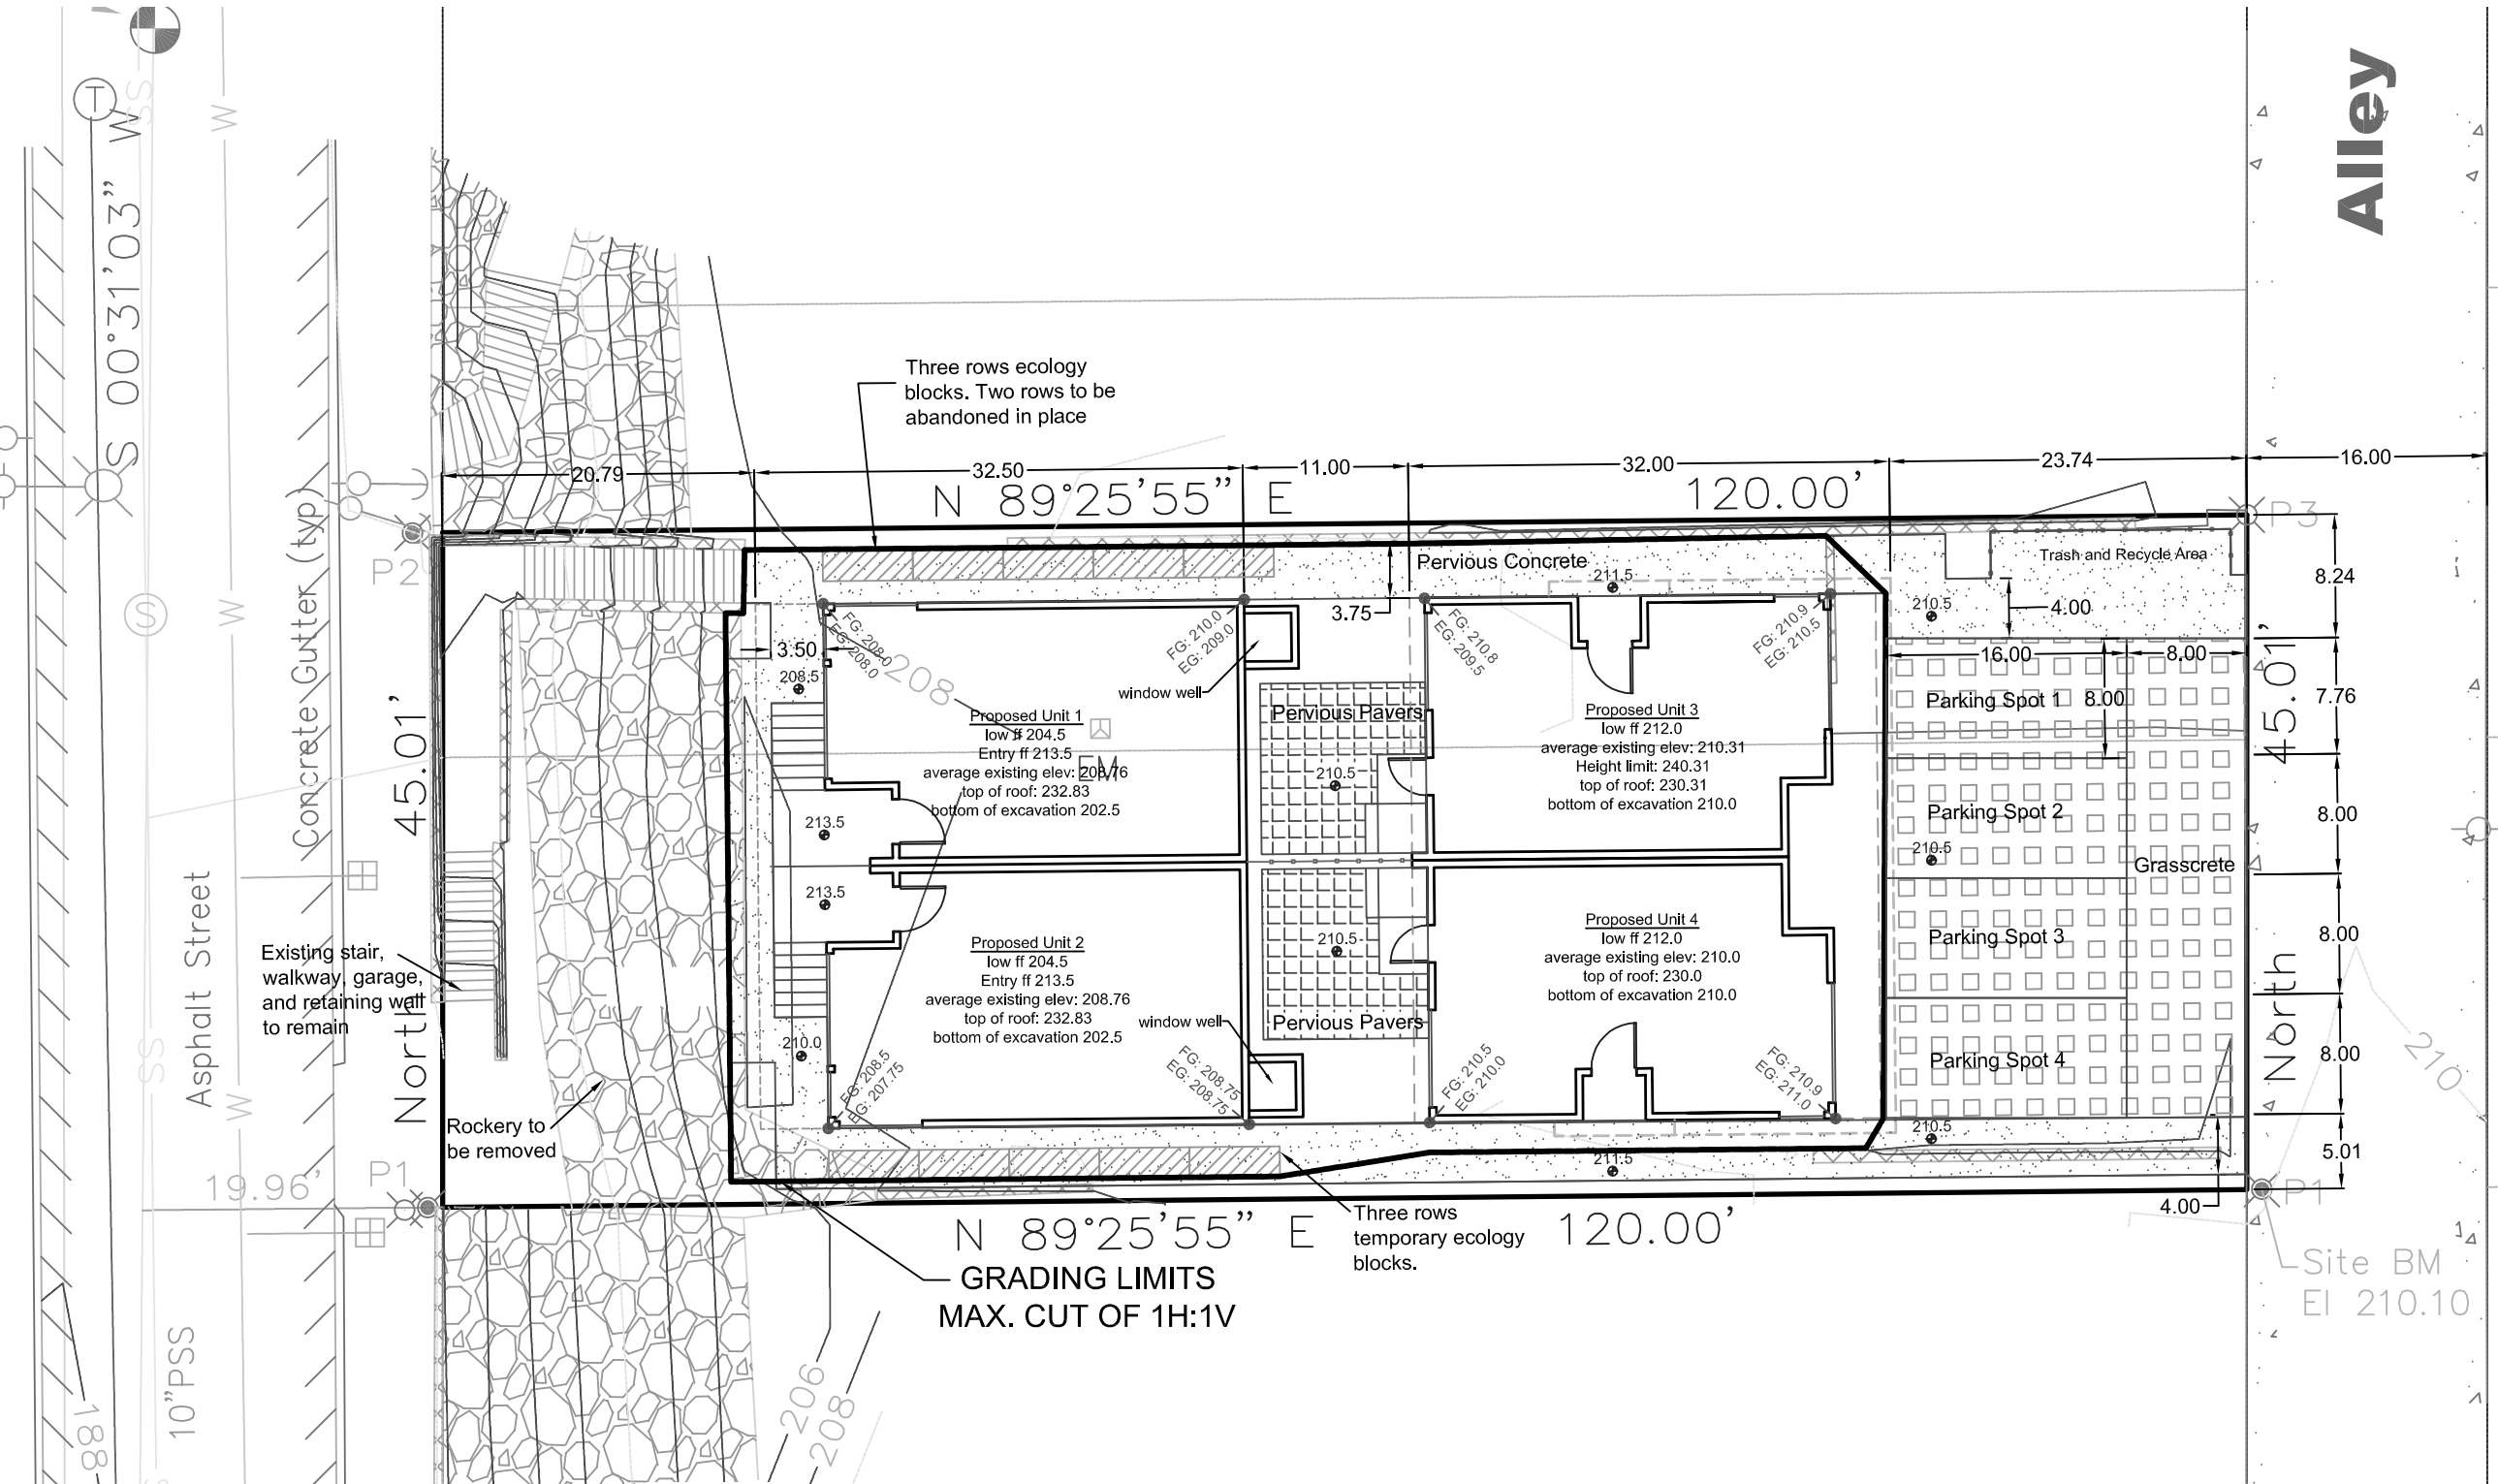 Alley
S 00°31'03" W
T
SS
W
W
W
S
SS
Three rows ecology
blocks. Two rows to be
abandoned in place
20.79
32.50
11.00
32.00
23.74
16.00
N 89°25'55" E
120.00'
P2
P3
Concrete Gutter (typ)
Asphalt Street
North 45.01'
North 45.01'
Pervious Concrete
211.5
3.75
Trash and Recycle Area
210.5
4.00
8.24
7.76
8.00
8.00
8.00
5.01
4.00
FG: 208.0
EG: 208.0
FG: 210.0
EG: 209.0
FG: 210.8
EG: 209.5
FG: 210.9
EG: 210.5
3.50
208.5
208
window well
16.00
8.00
8.00
Proposed Unit 1
low ff 204.5
Entry ff 213.5
average existing elev: 208.76
top of roof: 232.83
bottom of excavation 202.5
EM
Pervious Pavers
210.5
Proposed Unit 3
low ff 212.0
average existing elev: 210.31
Height limit: 240.31
top of roof: 230.31
bottom of excavation 210.0
Parking Spot 1
Parking Spot 2
210.5
Grasscrete
Parking Spot 3
Parking Spot 4
213.5
213.5
Proposed Unit 2
low ff 204.5
Entry ff 213.5
average existing elev: 208.76
top of roof: 232.83
bottom of excavation 202.5
210.5
Pervious Pavers
window well
Proposed Unit 4
low ff 212.0
average existing elev: 210.0
top of roof: 230.0
bottom of excavation 210.0
Existing stair,
walkway, garage,
and retaining wall
to remain
210.0
FG: 208.5
EG: 207.75
FG: 208.75
EG: 208.75
FG: 210.5
EG: 210.0
FG: 210.9
EG: 211.0
210.5
211.5
Rockery to
be removed
19.96'
P1
P1
210
N 89°25'55" E
120.00'
Three rows
temporary ecology
blocks.
GRADING LIMITS
MAX. CUT OF 1H:1V
Site BM
El 210.10
10"PSS
188
206
208